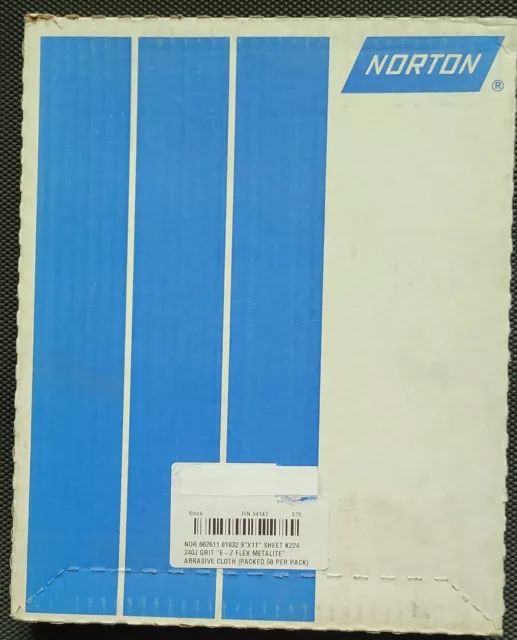 NORTON
®
Stock P/N 54147 E15
NOR 662611 01832 9"X11" SHEET K224
240J GRIT "E-Z FLEX METALITE"
ABRASIVE CLOTH (PACKED 50 PER PACK)